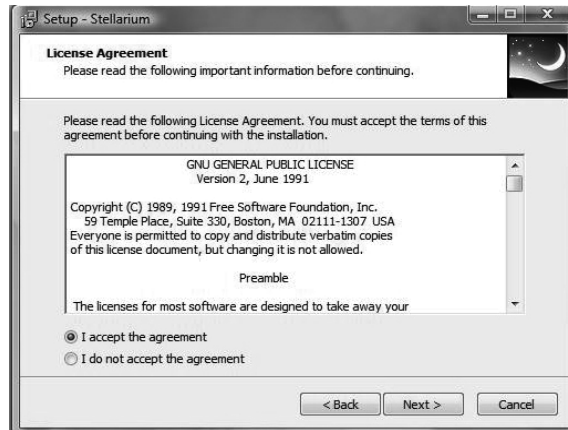 Setup - Stellarium
License Agreement
Please read the following important information before continuing.
Please read the following License Agreement. You must accept the terms of this
agreement before continuing with the installation.
GNU GENERAL PUBLIC LICENSE
Version 2, June 1991
Copyright (C) 1989, 1991 Free Software Foundation, Inc.
59 Temple Place, Suite 330, Boston, MA 02111-1307 USA
Everyone is permitted to copy and distribute verbatim copies
of this license document, but changing it is not allowed.
Preamble
The licenses for most software are designed to take away your
I accept the agreement
I do not accept the agreement
< Back Next > Cancel